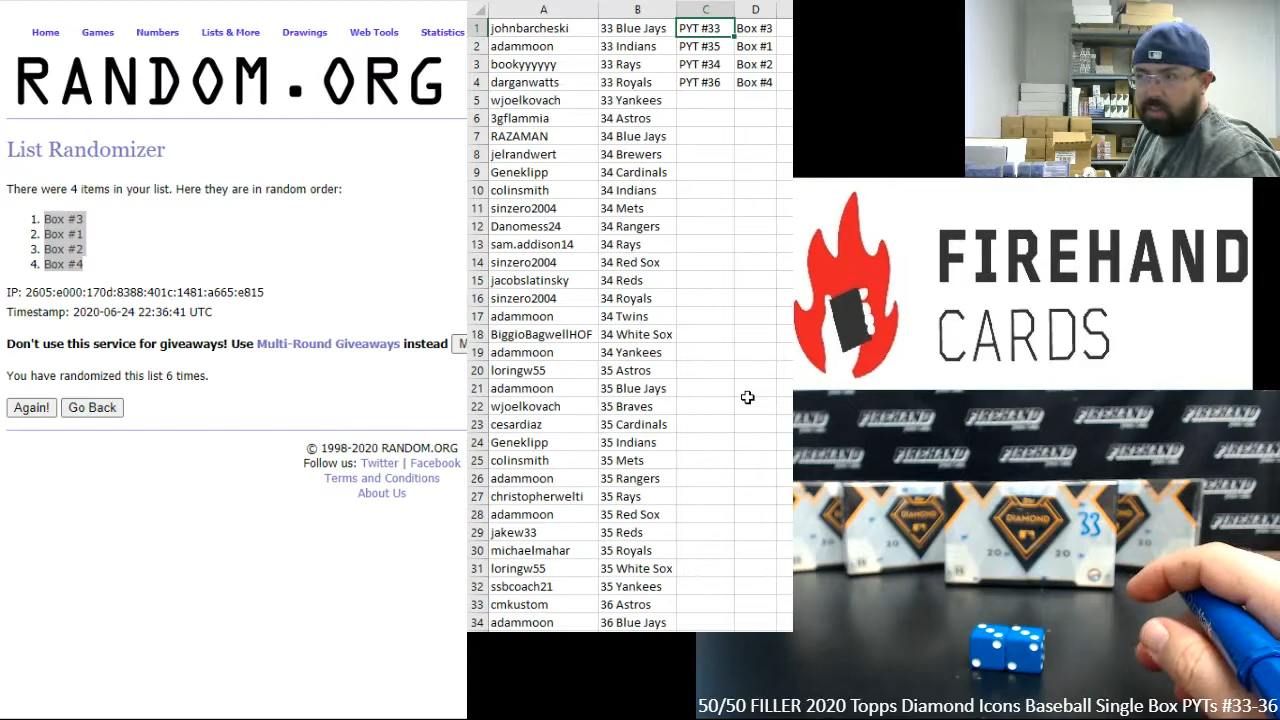 Home Games Numbers Lists & More Drawings Web Tools Statistics
RANDOM.ORG
List Randomizer
There were 4 items in your list. Here they are in random order:
1. Box #3
2. Box #1
3. Box #2
4. Box #4
IP: 2605:e000:170d:8388:401c:1481:a665:e815
Timestamp: 2020-06-24 22:36:41 UTC
Don't use this service for giveaways! Use Multi-Round Giveaways instead
You have randomized this list 6 times.
Again! Go Back
© 1998-2020 RANDOM.ORG
Follow us: Twitter | Facebook
Terms and Conditions
About Us
A B C D
1 johnbarcheski 33 Blue Jays PYT #33 Box #3
2 adammoon 33 Indians PYT #35 Box #1
3 bookyyyyyy 33 Rays PYT #34 Box #2
4 darganwatts 33 Royals PYT #36 Box #4
5 wjoelkovach 33 Yankees
6 3gflammia 34 Astros
7 RAZAMAN 34 Blue Jays
8 jelrandwert 34 Brewers
9 Geneklipp 34 Cardinals
10 colinsmith 34 Indians
11 sinzero2004 34 Mets
12 Danomess24 34 Rangers
13 sam.addison14 34 Rays
14 sinzero2004 34 Red Sox
15 jacobslatinsky 34 Reds
16 sinzero2004 34 Royals
17 adammoon 34 Twins
18 BiggioBagwellHOF 34 White Sox
19 adammoon 34 Yankees
20 loringw55 35 Astros
21 adammoon 35 Blue Jays
22 wjoelkovach 35 Braves
23 cesardiaz 35 Cardinals
24 Geneklipp 35 Indians
25 colinsmith 35 Mets
26 adammoon 35 Rangers
27 christopherwelti 35 Rays
28 adammoon 35 Red Sox
29 jakew33 35 Reds
30 michaelmahar 35 Royals
31 loringw55 35 White Sox
32 ssbcoach21 35 Yankees
33 cmkustom 36 Astros
34 adammoon 36 Blue Jays
FIREHAND
CARDS
FIREHAND FIREHAND FIREHAND
FIREHAND FIREHAND
DIAMOND DIAMOND 33 DIAMOND
20 20
50/50 FILLER 2020 Topps Diamond Icons Baseball Single Box PYTs #33-36